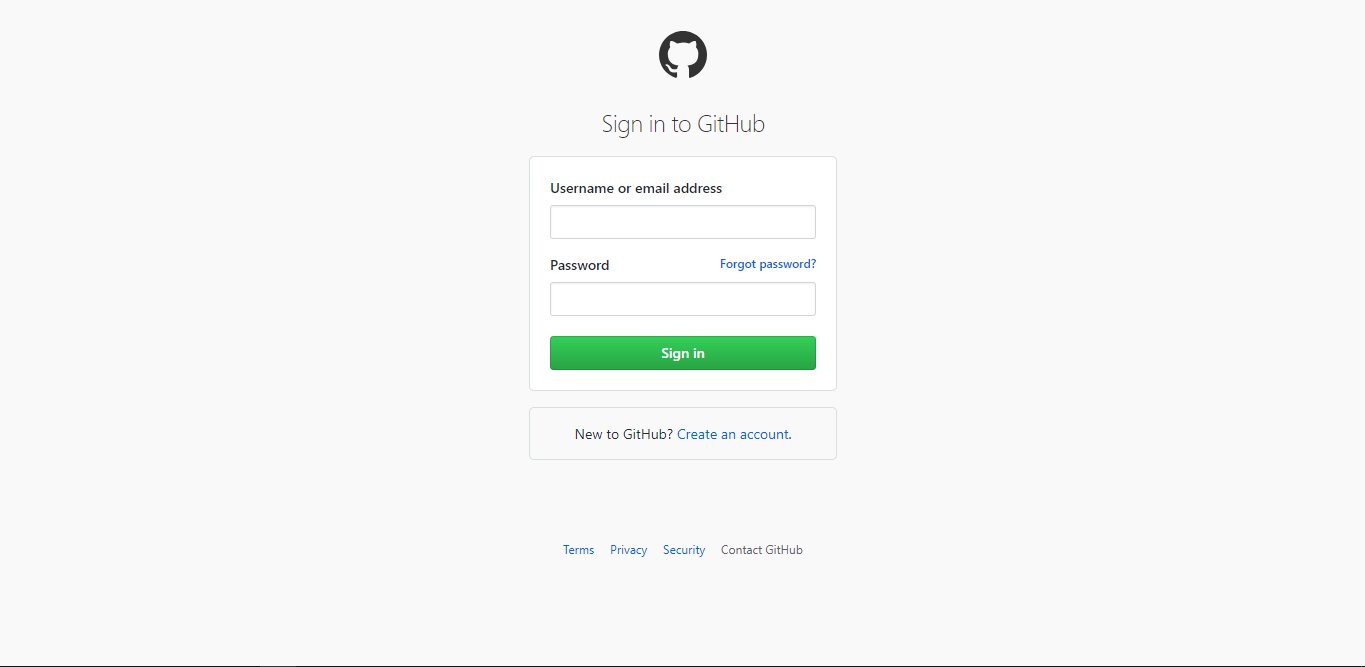 Sign in to GitHub
Username or email address
Password Forgot password?
Sign in
New to GitHub? Create an account.
Terms Privacy Security Contact GitHub